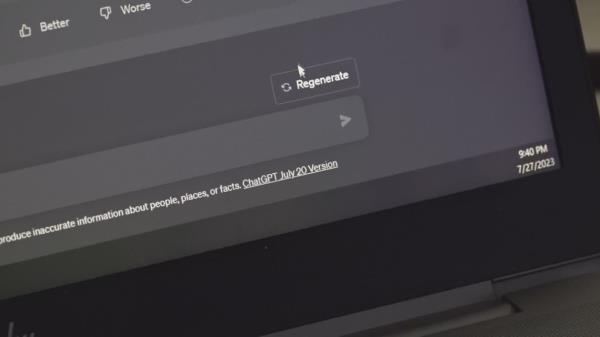 Better Worse
Regenerate
produce inaccurate information about people, places, or facts. ChatGPT July 20 Version
9:40 PM
7/27/2023